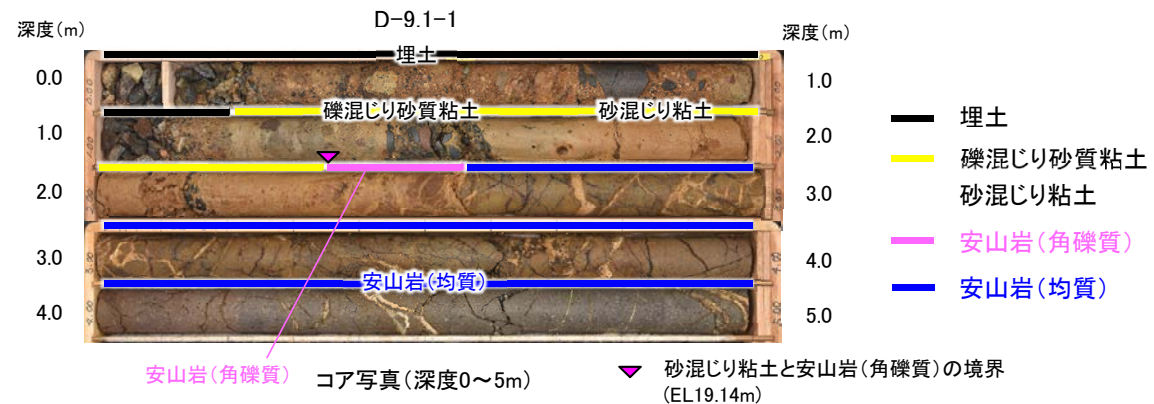 D-9.1-1
深度(m)
深度(m)
埋土
0.0
1.0
礫混じり砂質粘土
砂混じり粘土
1.0
2.0
2.0
3.0
3.0
4.0
安山岩(均質)
4.0
5.0
安山岩(角礫質)
コア写真(深度0~5m)
砂混じり粘土と安山岩(角礫質)の境界
(EL19.14m)
埋土
礫混じり砂質粘土
砂混じり粘土
安山岩(角礫質)
安山岩(均質)